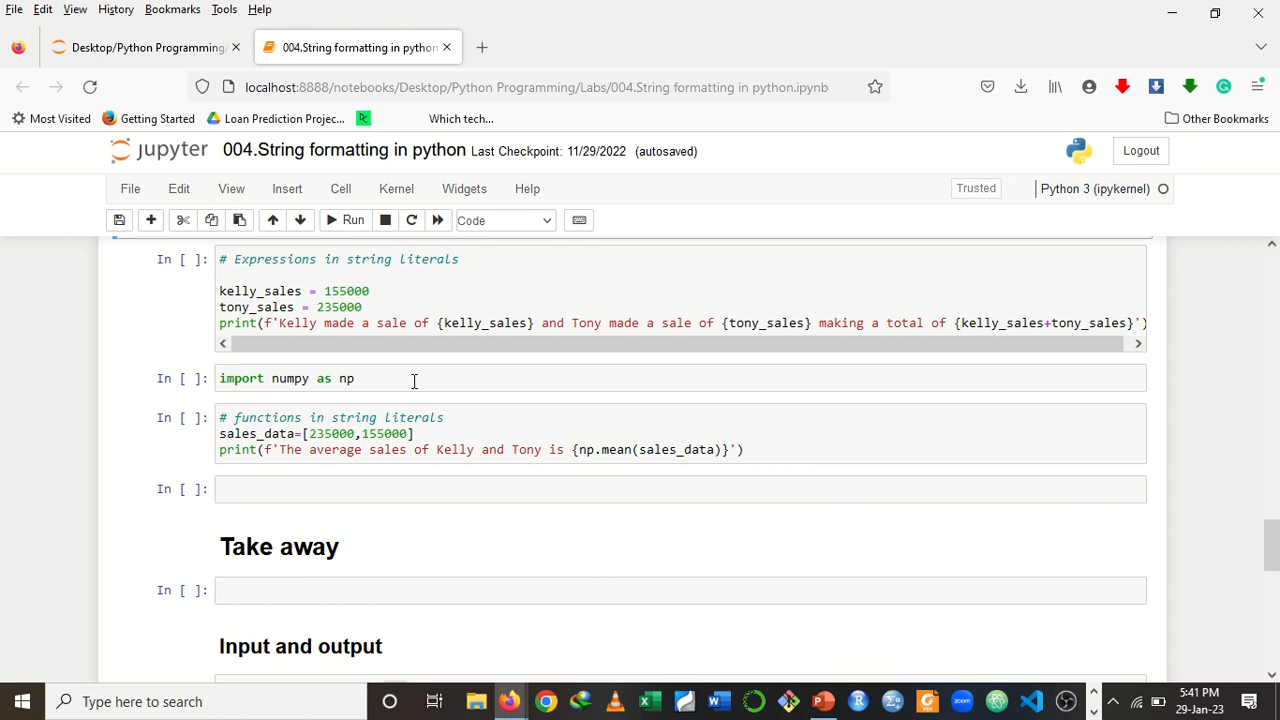 File Edit View History Bookmarks Tools Help
Desktop/Python Programming/ 004.String formatting in python
localhost:8888/notebooks/Desktop/Python Programming/Labs/004.String formatting in python.ipynb
Most Visited Getting Started Loan Prediction Projec... Which fech... Other Bookmarks
jupyter 004.String formatting in python Last Checkpoint: 11/29/2022 (autosaved) Logout
File Edit View Insert Cell Kernel Widgets Help Trusted Python 3 (ipykernel)
Run Code
In [ ]: # Expressions in string literals
kelly_sales = 155000
tony_sales = 235000
print(f'Kelly made a sale of {kelly_sales} and Tony made a sale of {tony_sales} making a total of {kelly_sales+tony_sales}')
In [ ]: import numpy as np
In [ ]: # functions in string literals
sales_data=[235000,155000]
print(f'The average sales of Kelly and Tony is {np.mean(sales_data)}')
In [ ]:
Take away
In [ ]:
Input and output
Type here to search
5:41 PM
29-Jan-23